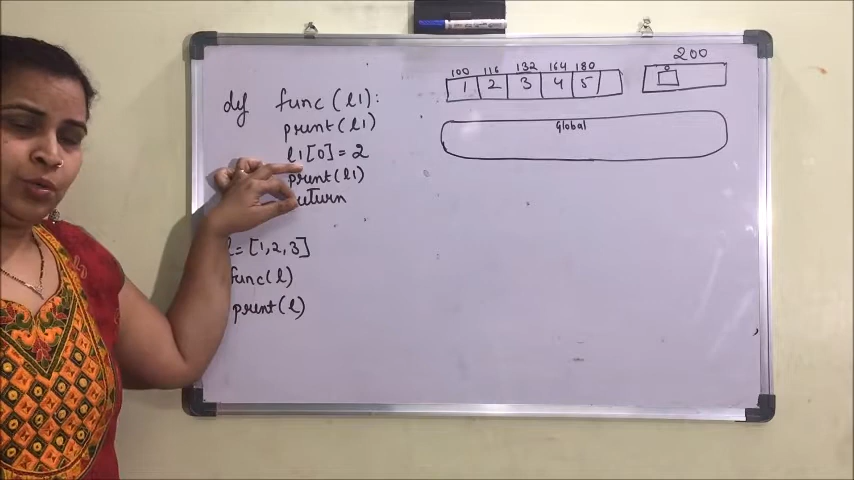 def func(l1):
print(l1)
l1[0] = 2
print(l1)
return
l = [1,2,3]
func(l)
print(l)
100 116 132 164 180
1 2 3 4 5
200
0
Global